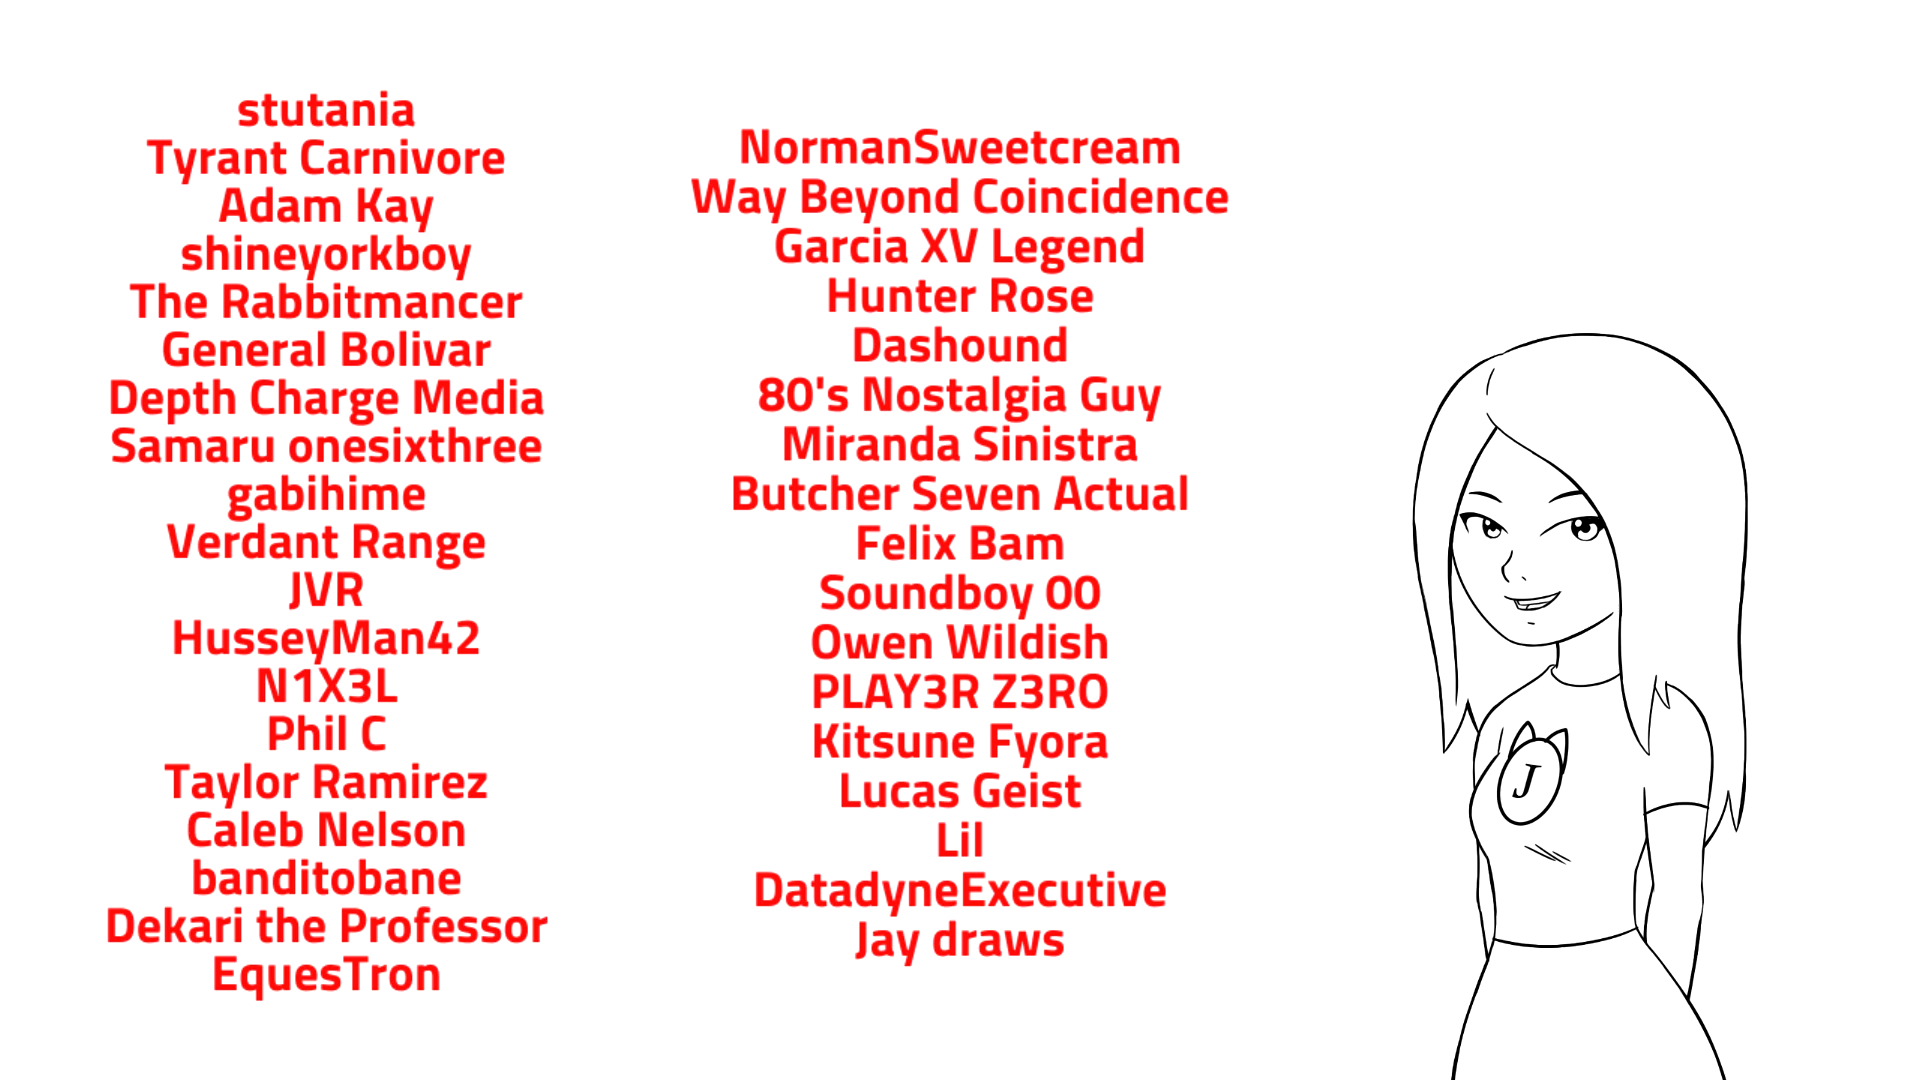 stutania
Tyrant Carnivore
Adam Kay
shineyorkboy
The Rabbitmancer
General Bolivar
Depth Charge Media
Samaru onesixthree
gabihime
Verdant Range
JVR
HusseyMan42
N1X3L
Phil C
Taylor Ramirez
Caleb Nelson
banditobane
Dekari the Professor
EquesTron
NormanSweetcream
Way Beyond Coincidence
Garcia XV Legend
Hunter Rose
Dashound
80's Nostalgia Guy
Miranda Sinistra
Butcher Seven Actual
Felix Bam
Soundboy 00
Owen Wildish
PLAY3R Z3RO
Kitsune Fyora
Lucas Geist
Lil
DatadyneExecutive
Jay draws
J